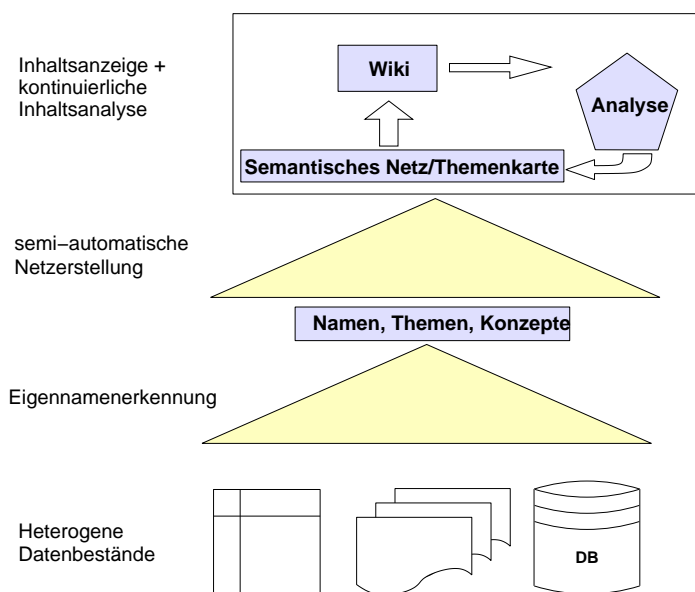 Inhaltsanzeige +
kontinuierliche
Inhaltsanalyse
Wiki
Analyse
Semantisches Netz/Themenkarte
semi−automatische
Netzerstellung
Namen, Themen, Konzepte
Eigennamenerkennung
Heterogene
Datenbestände
DB